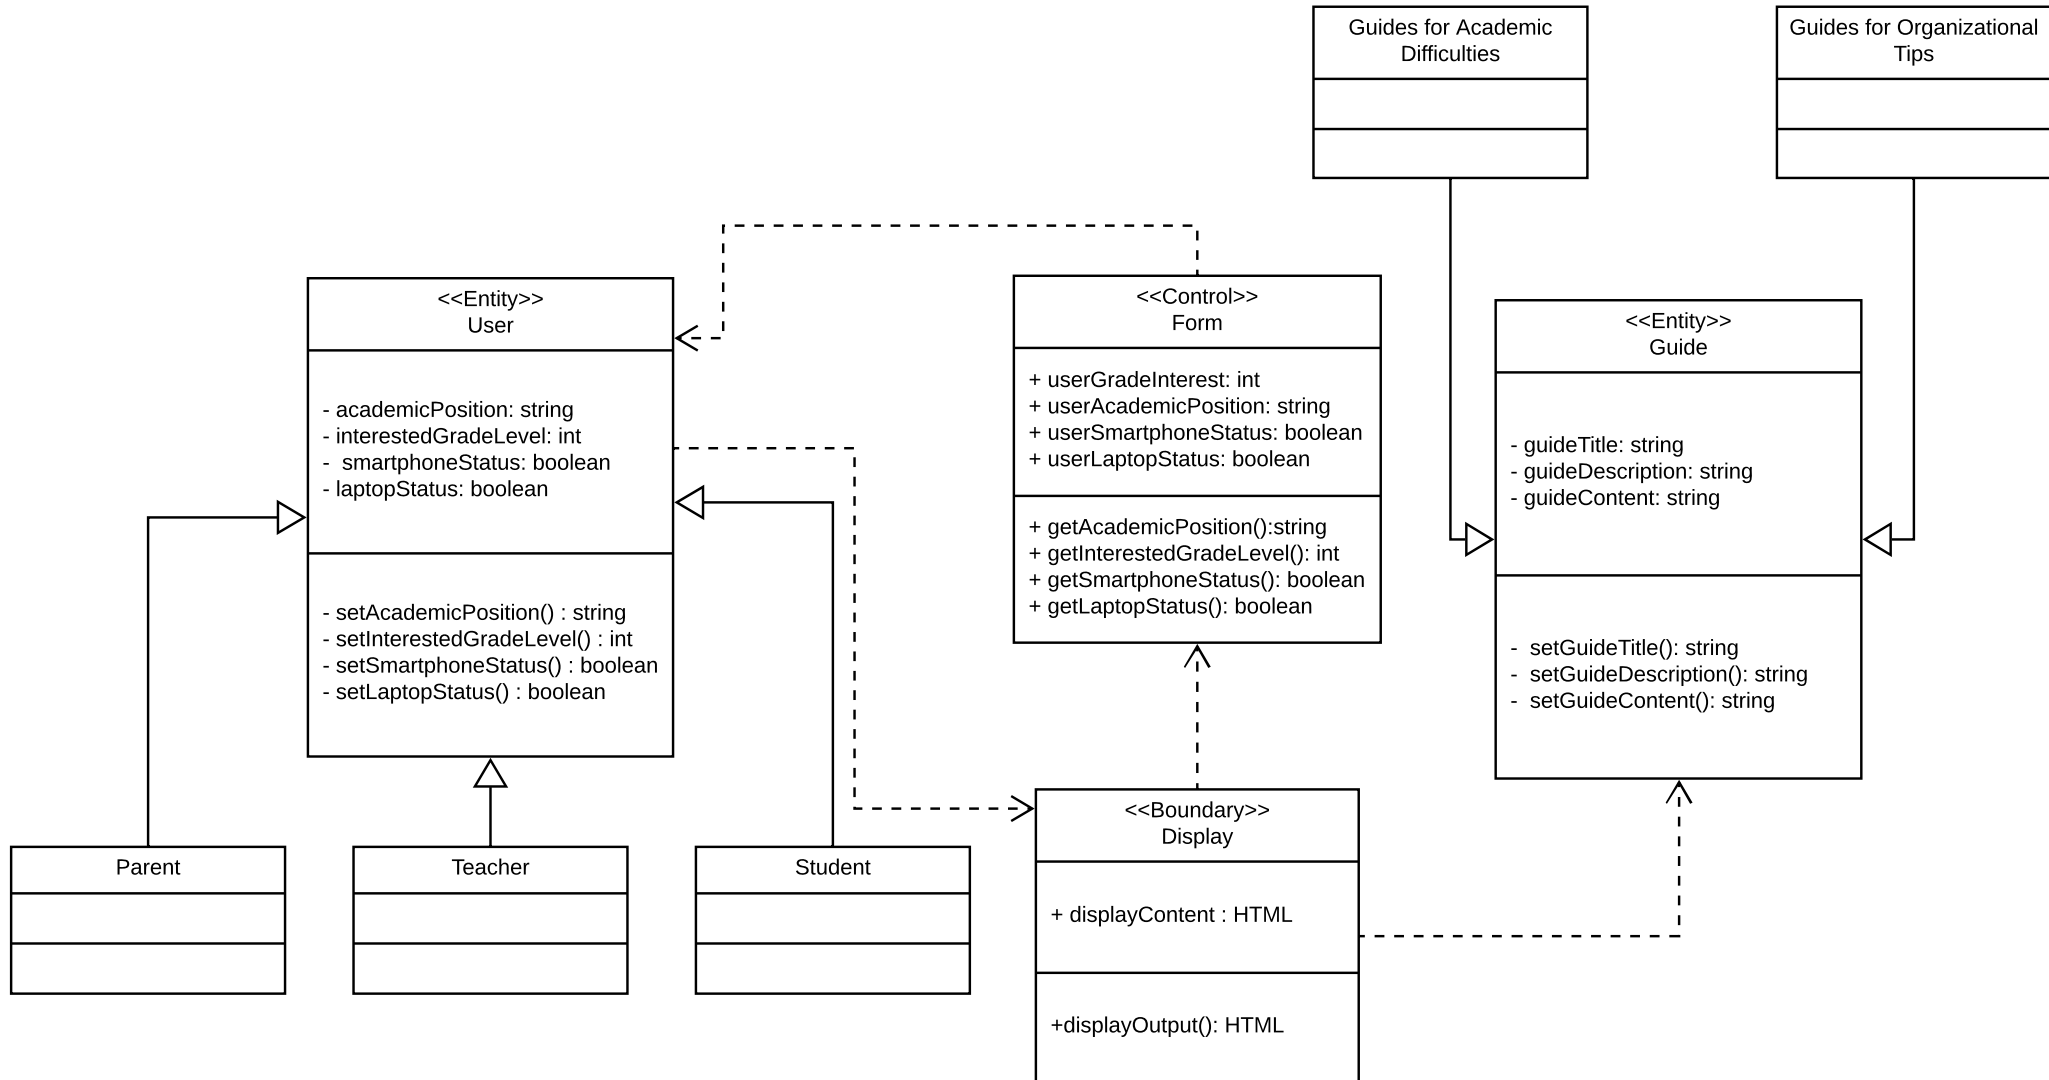 Guides for Academic
Difficulties
Guides for Organizational
Tips
<<Entity>>
User
- academicPosition: string
- interestedGradeLevel: int
-  smartphoneStatus: boolean
- laptopStatus: boolean
- setAcademicPosition() : string
- setInterestedGradeLevel() : int
- setSmartphoneStatus() : boolean
- setLaptopStatus() : boolean
<<Control>>
Form
+ userGradeInterest: int
+ userAcademicPosition: string
+ userSmartphoneStatus: boolean
+ userLaptopStatus: boolean
+ getAcademicPosition():string
+ getInterestedGradeLevel(): int
+ getSmartphoneStatus(): boolean
+ getLaptopStatus(): boolean
<<Entity>>
Guide
- guideTitle: string
- guideDescription: string
- guideContent: string
-  setGuideTitle(): string
-  setGuideDescription(): string
-  setGuideContent(): string
Parent
Teacher
Student
<<Boundary>>
Display
+ displayContent : HTML
+displayOutput(): HTML